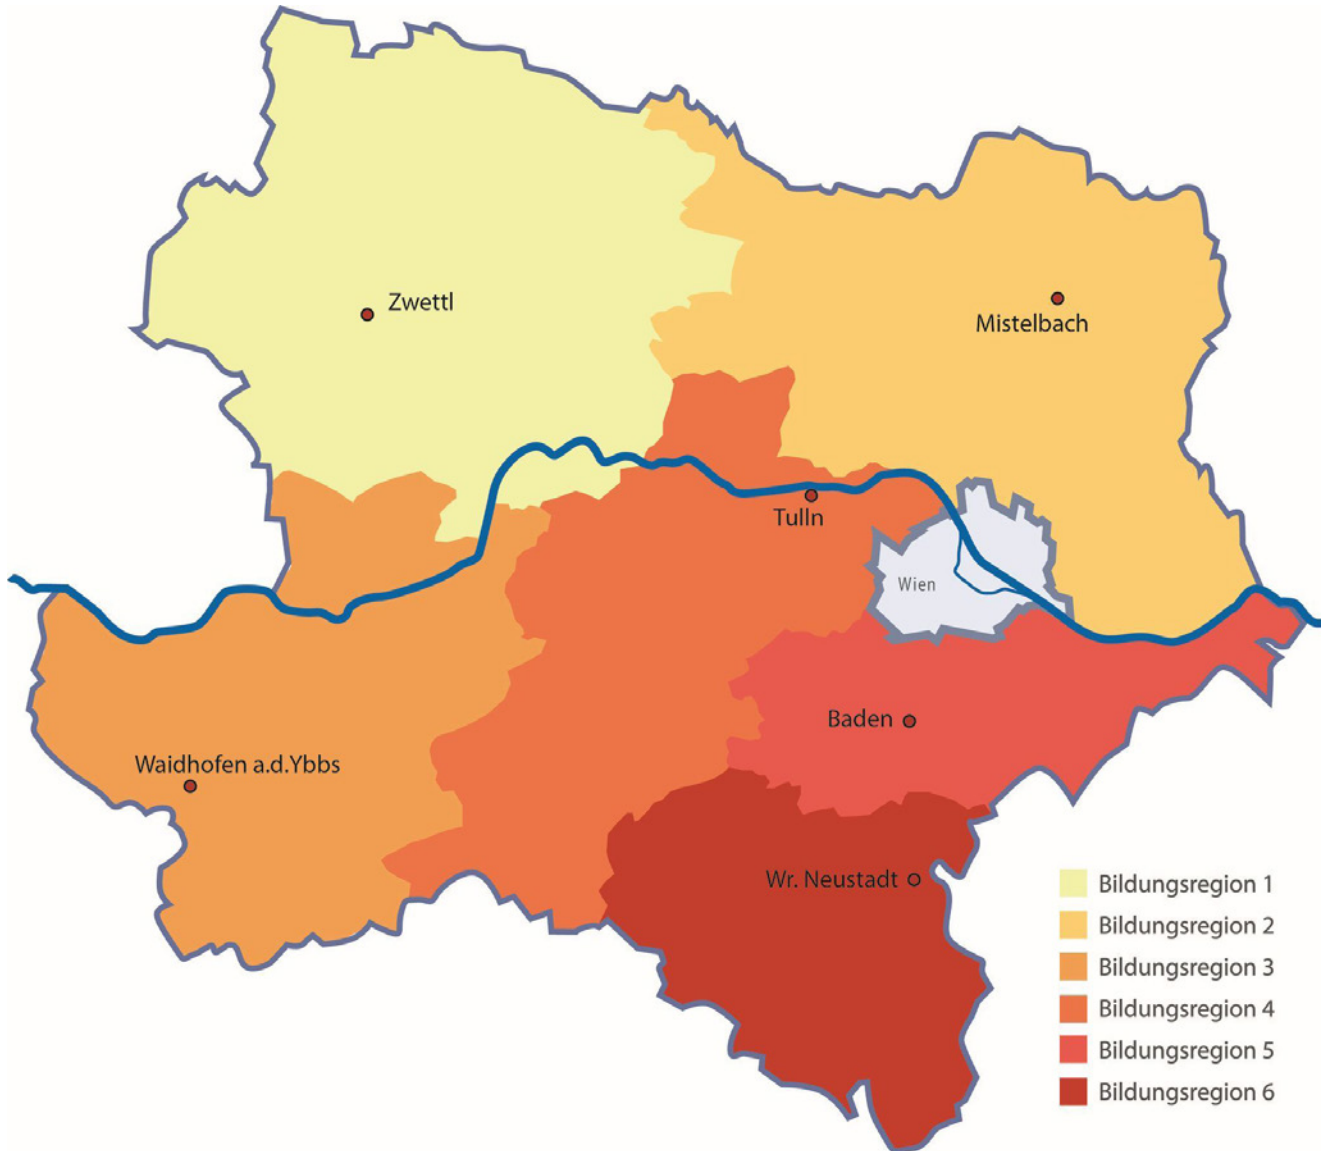 Zwettl
Mistelbach
Tulln
Wien
Baden
Waidhofen a.d.Ybbs
Wr. Neustadt
Bildungsregion 1
Bildungsregion 2
Bildungsregion 3
Bildungsregion 4
Bildungsregion 5
Bildungsregion 6